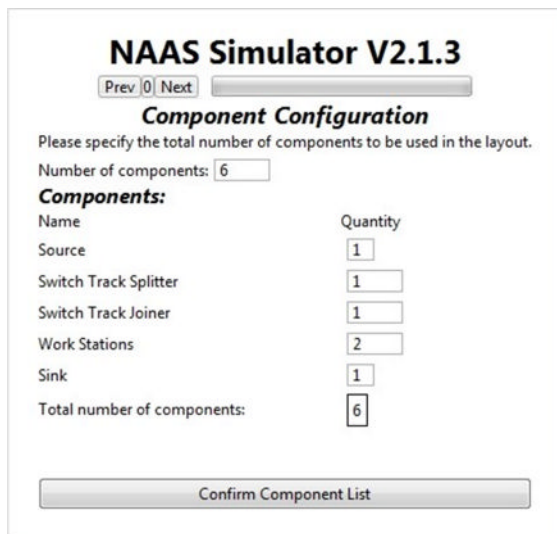 NAAS Simulator V2.1.3
Prev 0 Next
Component Configuration
Please specify the total number of components to be used in the layout.
Number of components: 6
Components:
Name Quantity
Source 1
Switch Track Splitter 1
Switch Track Joiner 1
Work Stations 2
Sink 1
Total number of components: 6
Confirm Component List